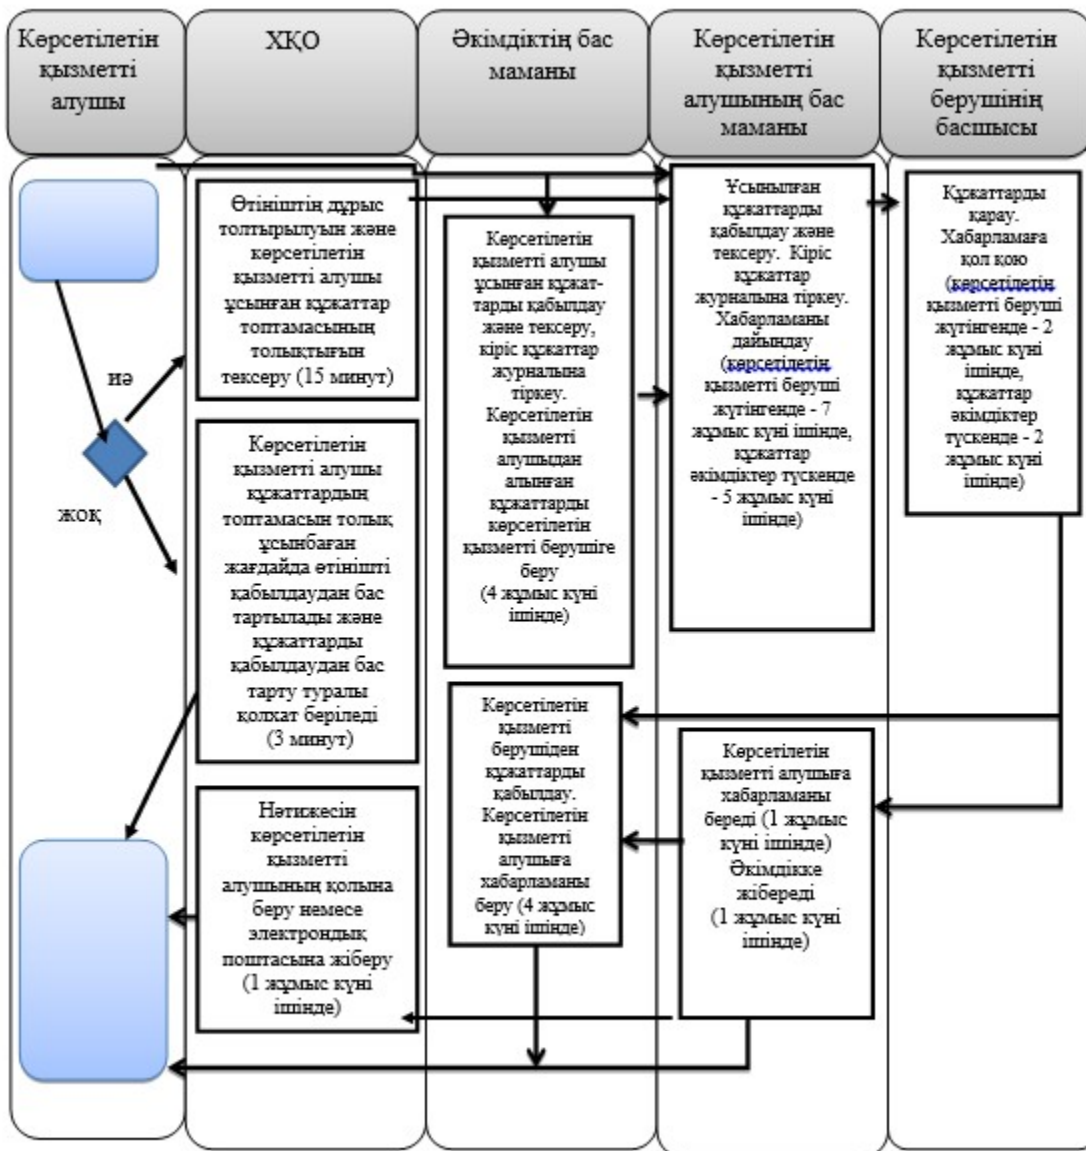 Көрсетілетін
қызметті
алушы
ХҚО
Әкімдіктің бас
маманы
Көрсетілетін
қызметті
алушының бас
маманы
Көрсетілетін
қызметті
берушінің
басшысы
иә
жоқ
Өтініштің дұрыс
толтырылуын және
көрсетілетін
қызметті алушы
ұсынған құжаттар
топтамасының
толықтығын
тексеру (15 минут)
Көрсетілетін
қызметті алушы
құжаттардың
топтамасын толық
ұсынбаған
жағдайда өтінішті
қабылдаудан бас
тартылады және
құжаттарды
қабылдаудан бас
тарту туралы
қолхат беріледі
(3 минут)
Нәтижесін
көрсетілетін
қызметті
алушының қолына
беру немесе
электрондық
поштасына жіберу
(1 жұмыс күні
ішінде)
Көрсетілетін
қызметті алушы
ұсынған құжат-
тарды қабылдау
және тексеру,
кіріс құжаттар
журналына
тіркеу.
Көрсетілетін
қызметті
алушыдан
алынған
құжаттарды
көрсетілетін
қызметті берушіге
беру
(4 жұмыс күні
ішінде)
Көрсетілетін
қызметті
берушіден
құжаттарды
қабылдау.
Көрсетілетін
қызметті
алушыға
хабарламаны
беру (4 жұмыс
күні ішінде)
Ұсынылған
құжаттарды
қабылдау және
тексеру. Кіріс
құжаттар
журналына тіркеу.
Хабарламаны
дайындау
(көрсетілетін
қызметті беруші
жүгінгенде - 7
жұмыс күні ішінде,
құжаттар
әкімдіктер түскенде
- 5 жұмыс күні
ішінде)
Көрсетілетін
қызметті алушыға
хабарламаны
береді (1 жұмыс
күні ішінде)
Әкімдікке
жібереді
(1 жұмыс күні
ішінде)
Құжаттарды
қарау.
Хабарламаға
қол қою
(көрсетілетін
қызметті беруші
жүгінгенде - 2
жұмыс күні
ішінде,
құжаттар
әкімдіктер
түскенде - 2
жұмыс күні
ішінде)